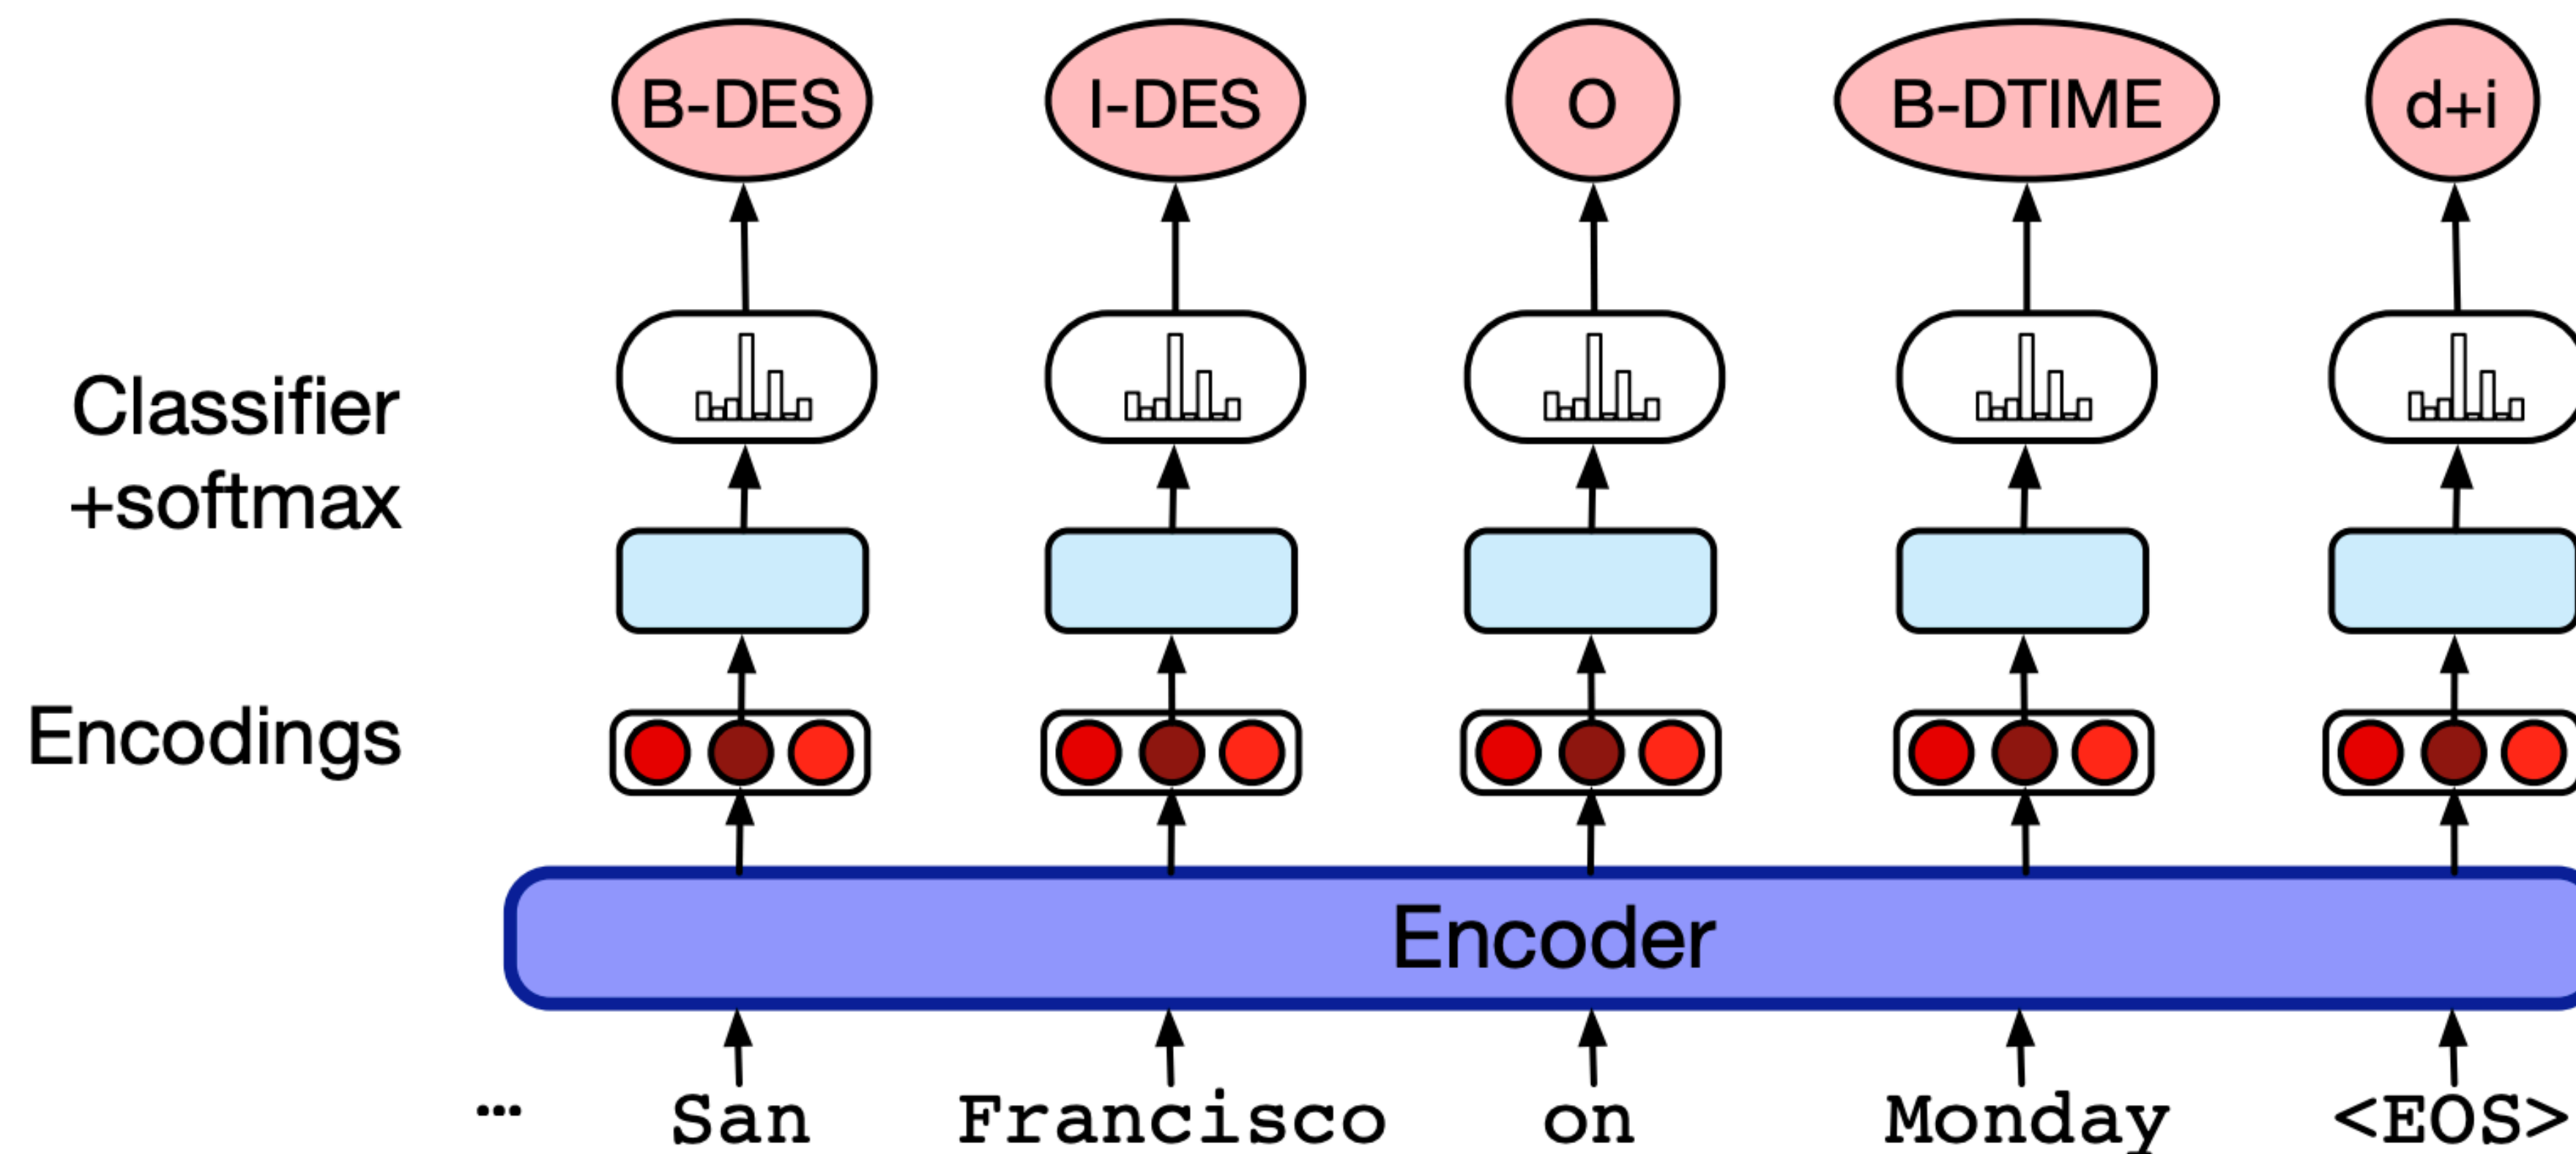 B-DES I-DES O B-DTIME d+i
Classifier
+softmax
Encodings
Encoder
... San Francisco on Monday <EOS>